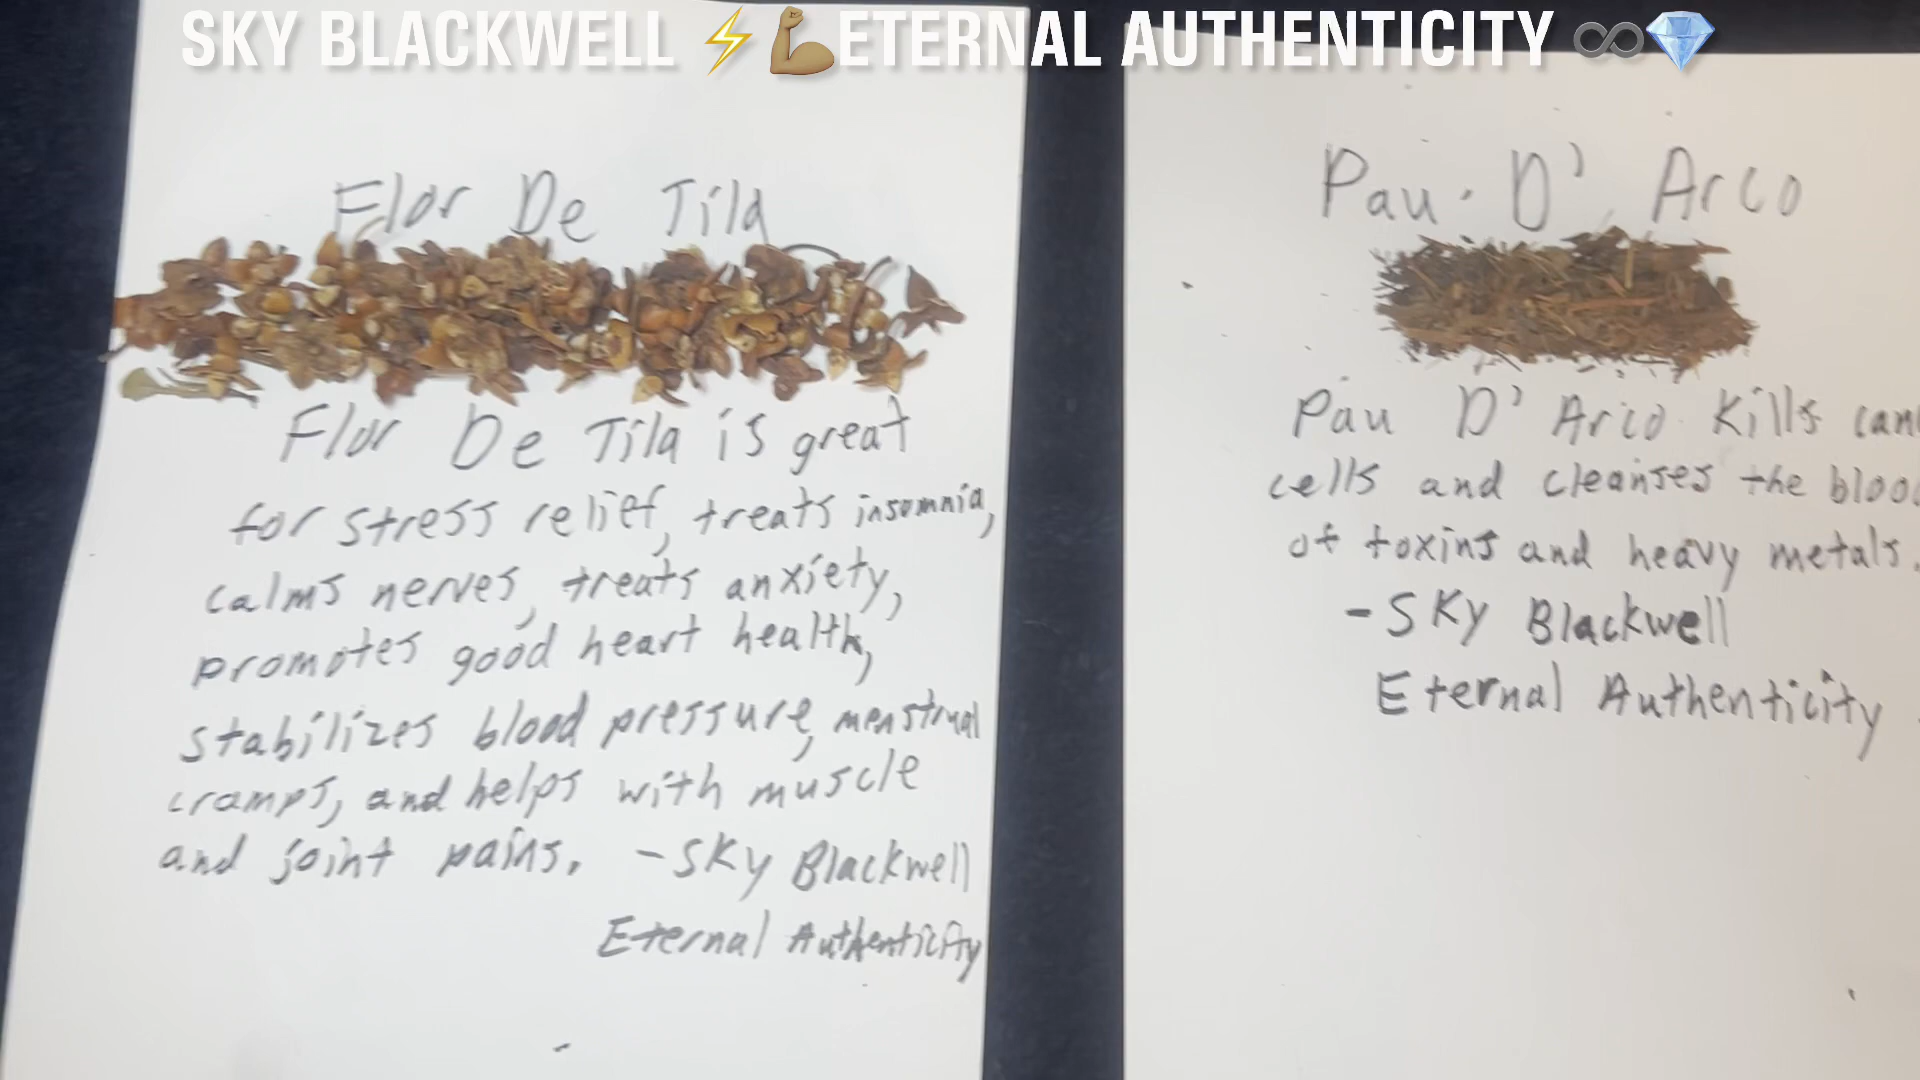 SKY BLACKWELL ⚡💪🏽ETERNAL AUTHENTICITY ♾💎
Flor De Tila
Flor De Tila is great
for stress relief, treats insomnia,
calms nerves, treats anxiety,
promotes good heart health,
stabilizes blood pressure, menstrual
cramps, and helps with muscle
and joint pains. -Sky Blackwell
Eternal Authenticity
Pau D' Arco
Pau D' Arco Kills
cells and cleanses the
of toxins and heavy metals.
-Sky Blackwell
Eternal Authenticity